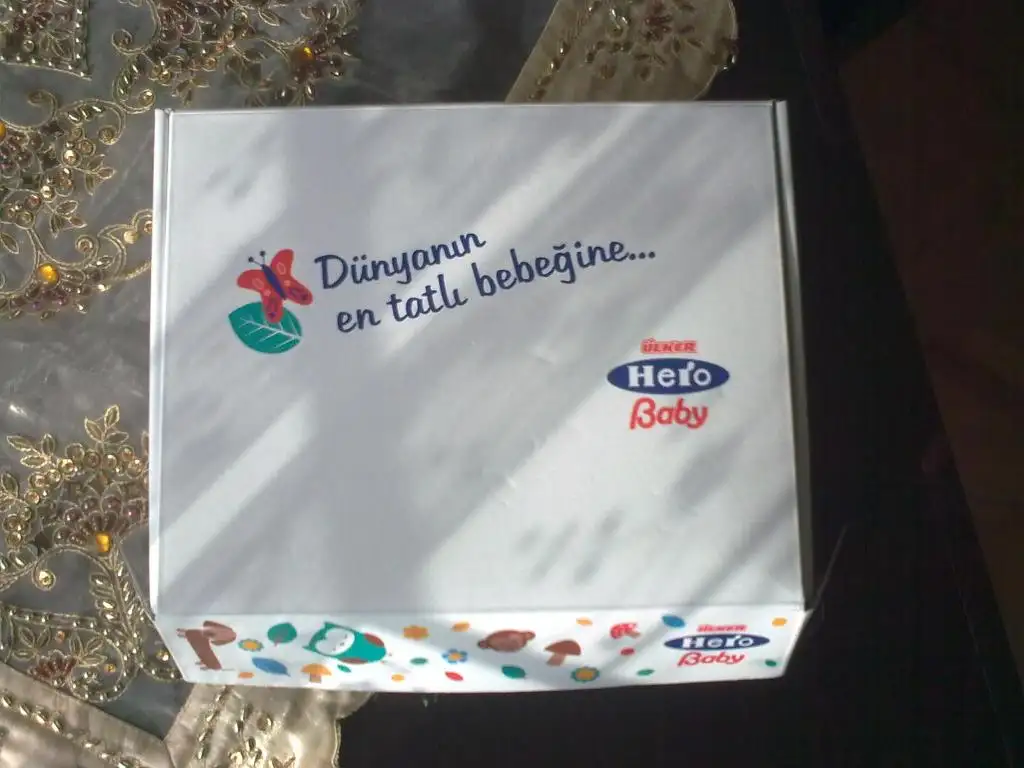 Dünyanın
en tatlı bebeğine...
ÜLKER
Hero
Baby
ÜLKER
Hero
Baby